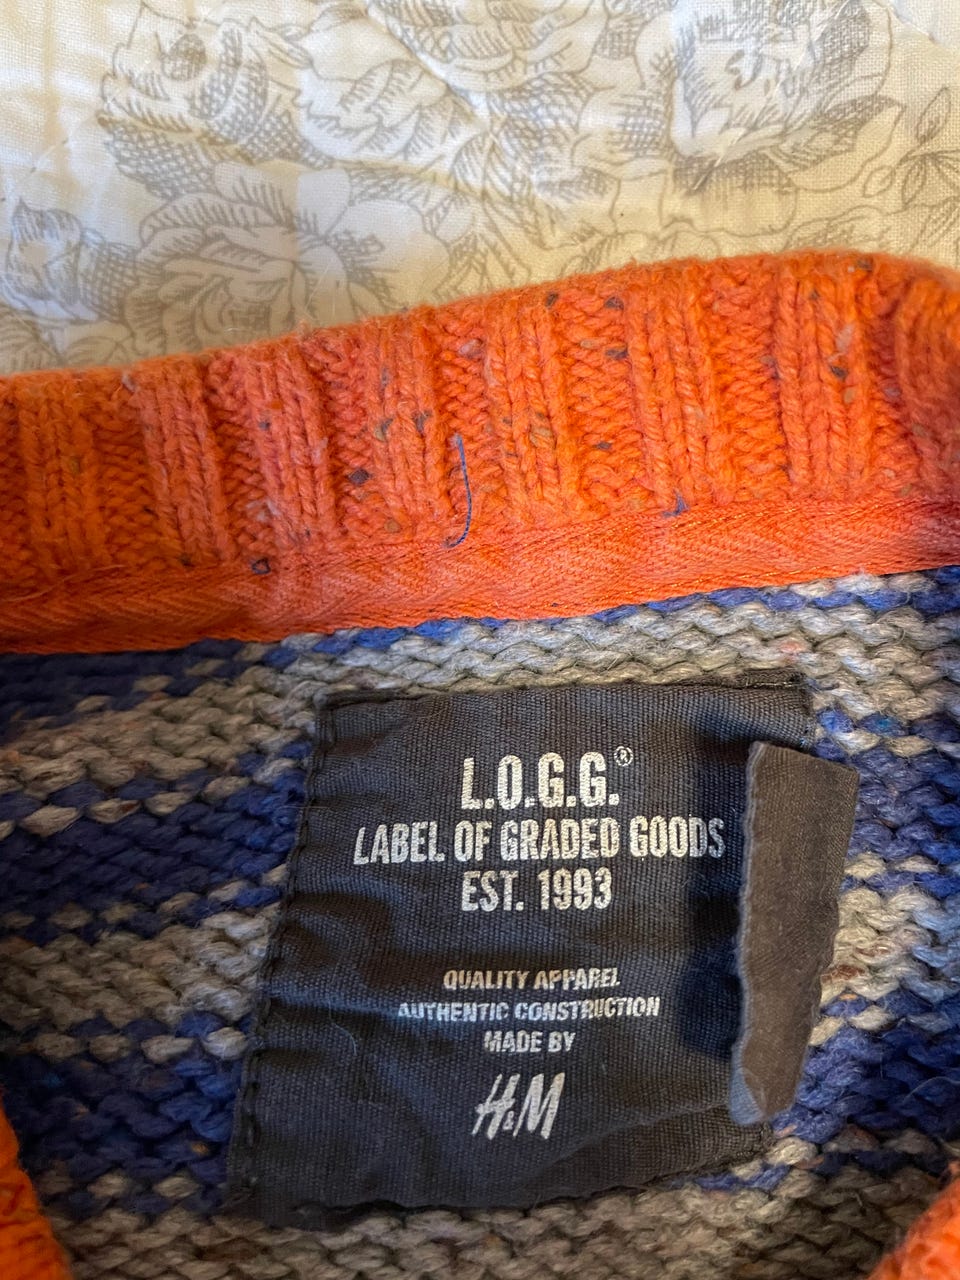 L.O.G.G.®
LABEL OF GRADED GOODS
EST. 1993
QUALITY APPAREL
AUTHENTIC CONSTRUCTION
MADE BY
H&M